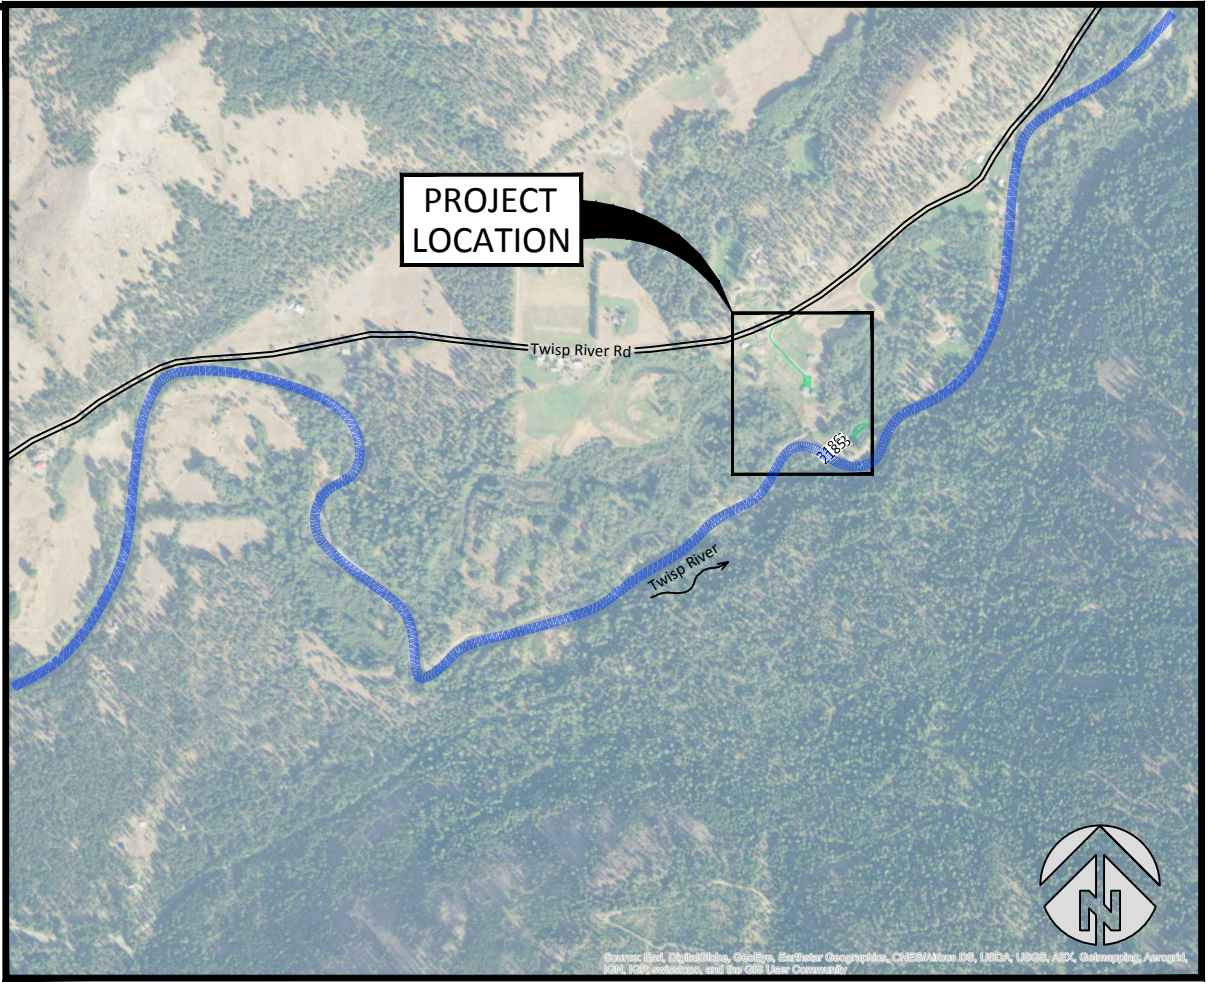 PROJECT
LOCATION
Twisp River Rd
2185
Twisp River
N
Source: Esri, DigitalGlobe, GeoEye, Earthstar Geographics, CNES/Airbus DS, USDA, USGS, AEX, Getmapping, Aerogrid,
IGN, IGP, swisstopo, and the GIS User Community